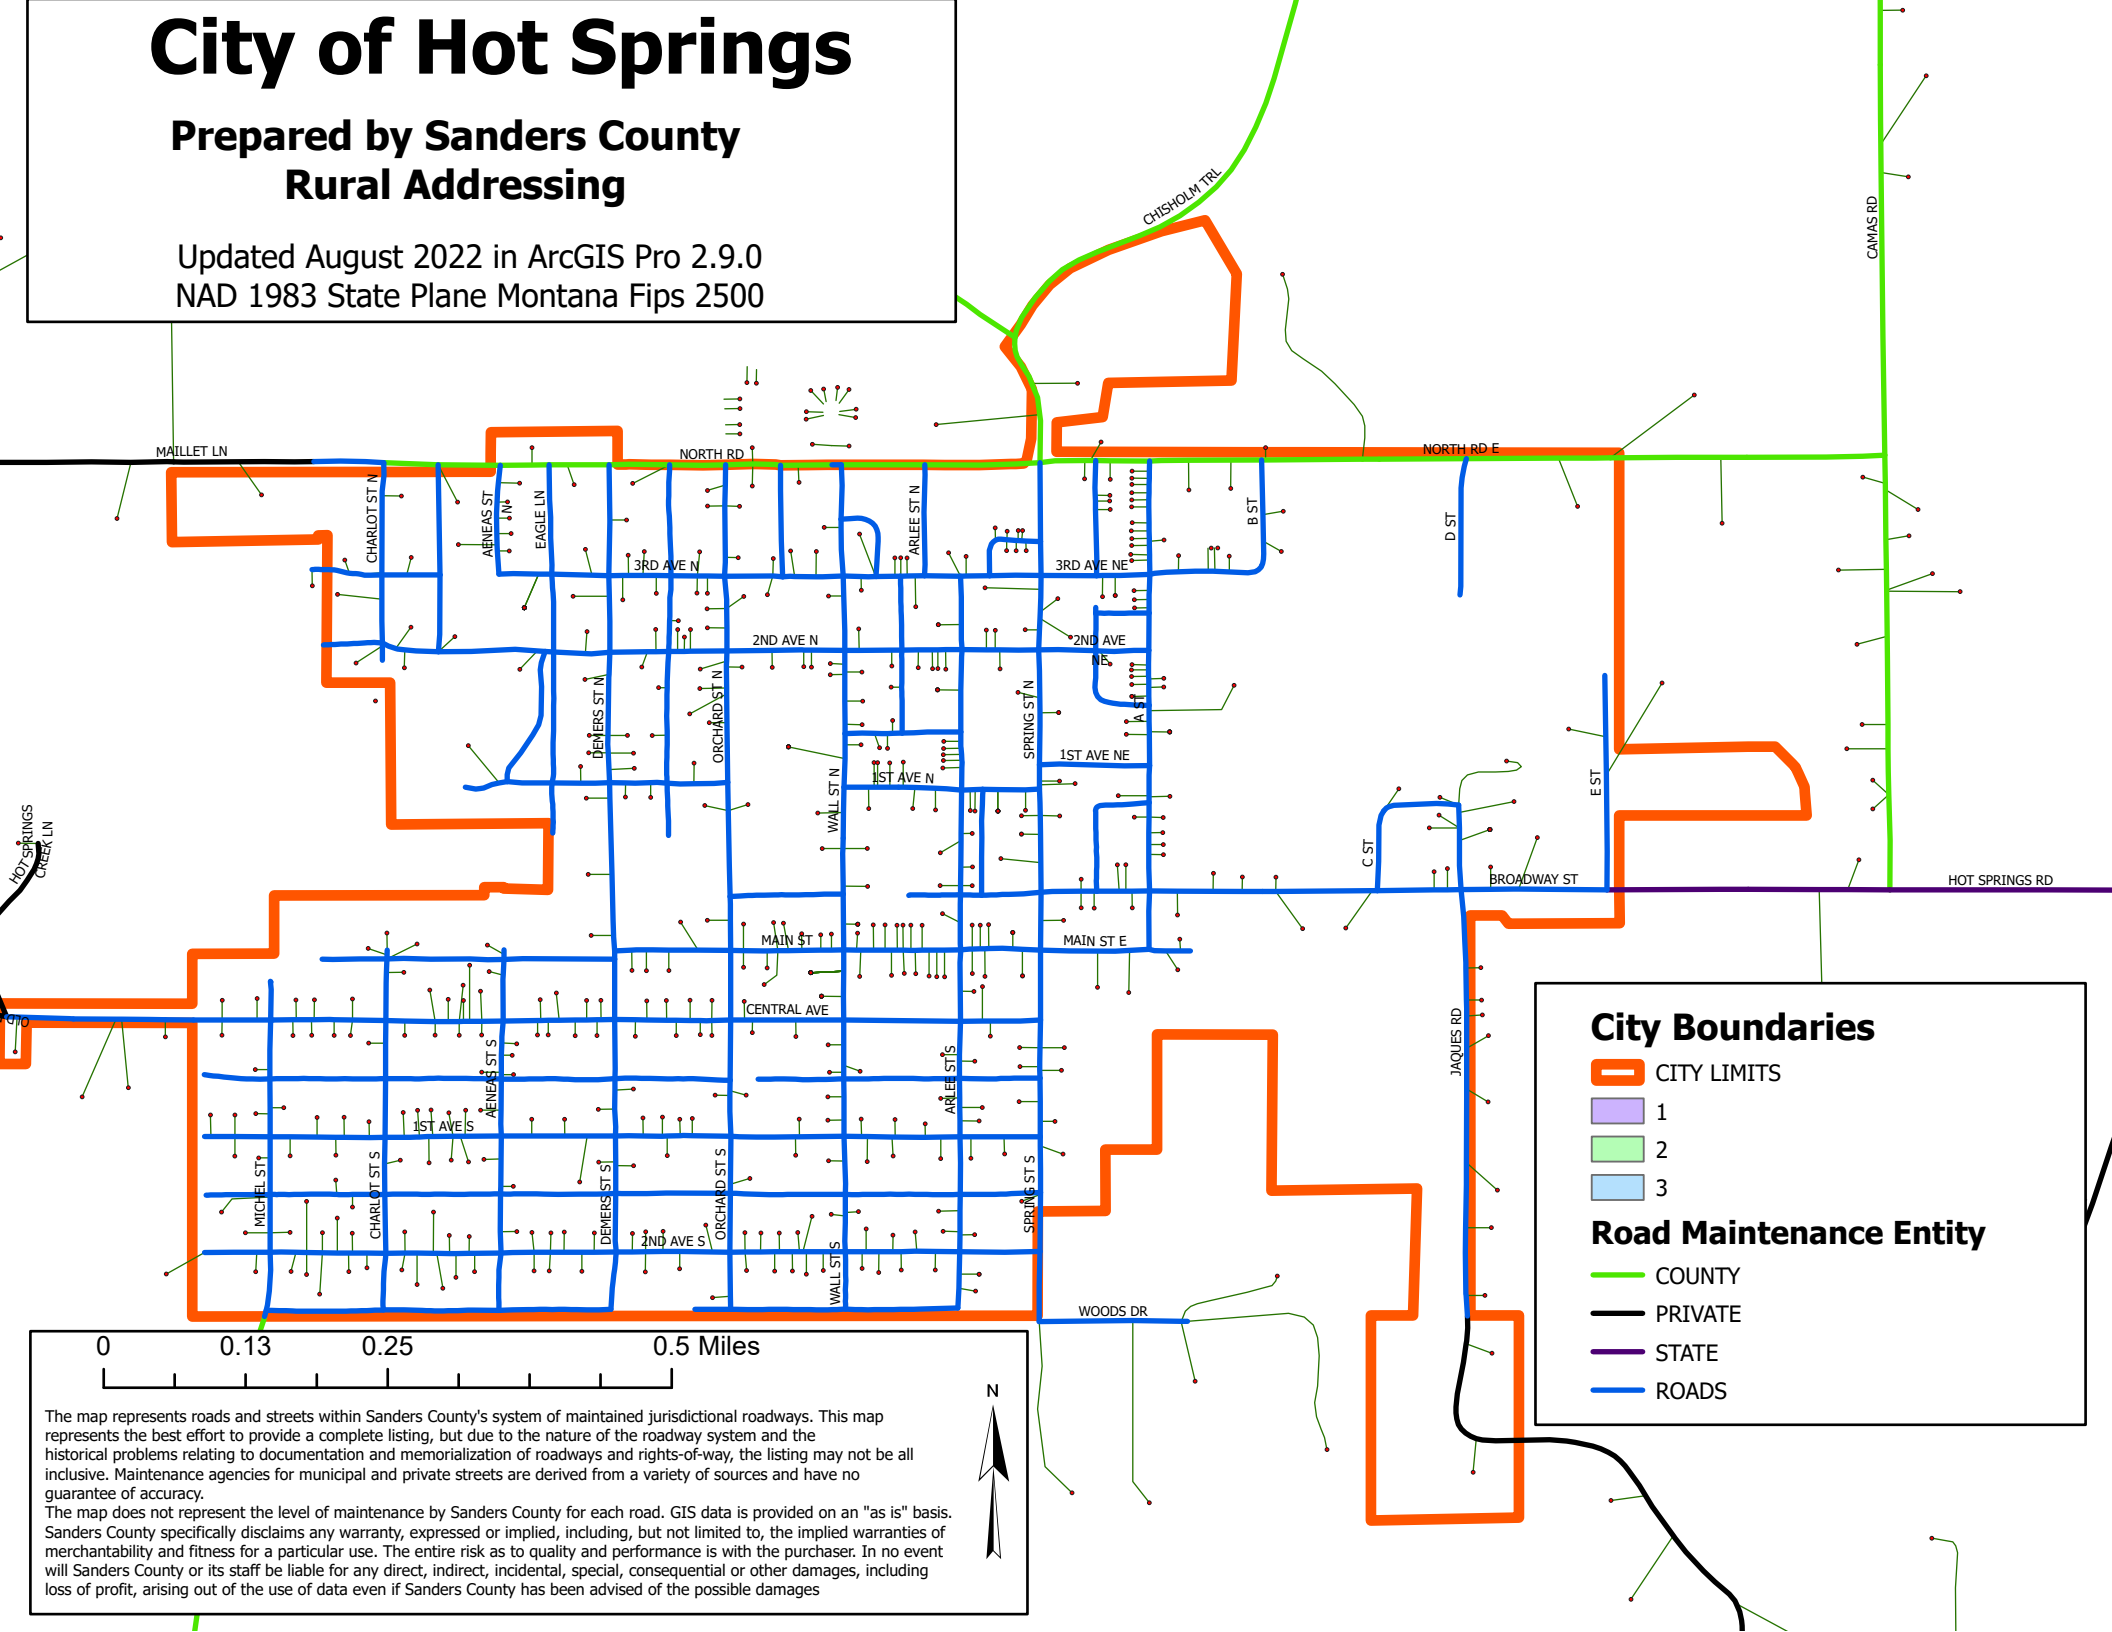 City of Hot Springs
Prepared by Sanders County
Rural Addressing
Updated August 2022 in ArcGIS Pro 2.9.0
NAD 1983 State Plane Montana Fips 2500
CHISHOLM TRL
CAMAS RD
MAILLET LN
NORTH RD
NORTH RD E
CHARLOT ST N
AENEAS ST
N
EAGLE LN
ARLEE ST N
B ST
D ST
3RD AVE N
3RD AVE NE
2ND AVE N
2ND AVE
NE
DEMERS ST N
ORCHARD ST N
SPRING ST N
A ST
1ST AVE NE
1ST AVE N
WALL ST N
E ST
HOT SPRINGS
CREEK LN
C ST
BROADWAY ST
HOT SPRINGS RD
MAIN ST
MAIN ST E
OLD
CENTRAL AVE
AENEAS ST S
ARLEE ST S
JAQUES RD
1ST AVE S
MICHEL ST
CHARLOT ST S
DEMERS ST S
ORCHARD ST S
SPRING ST S
2ND AVE S
WALL ST S
WOODS DR
City Boundaries
CITY LIMITS
1
2
3
Road Maintenance Entity
COUNTY
PRIVATE
STATE
ROADS
0 0.13 0.25 0.5 Miles
N
The map represents roads and streets within Sanders County's system of maintained jurisdictional roadways. This map
represents the best effort to provide a complete listing, but due to the nature of the roadway system and the
historical problems relating to documentation and memorialization of roadways and rights-of-way, the listing may not be all
inclusive. Maintenance agencies for municipal and private streets are derived from a variety of sources and have no
guarantee of accuracy.
The map does not represent the level of maintenance by Sanders County for each road. GIS data is provided on an "as is" basis.
Sanders County specifically disclaims any warranty, expressed or implied, including, but not limited to, the implied warranties of
merchantability and fitness for a particular use. The entire risk as to quality and performance is with the purchaser. In no event
will Sanders County or its staff be liable for any direct, indirect, incidental, special, consequential or other damages, including
loss of profit, arising out of the use of data even if Sanders County has been advised of the possible damages